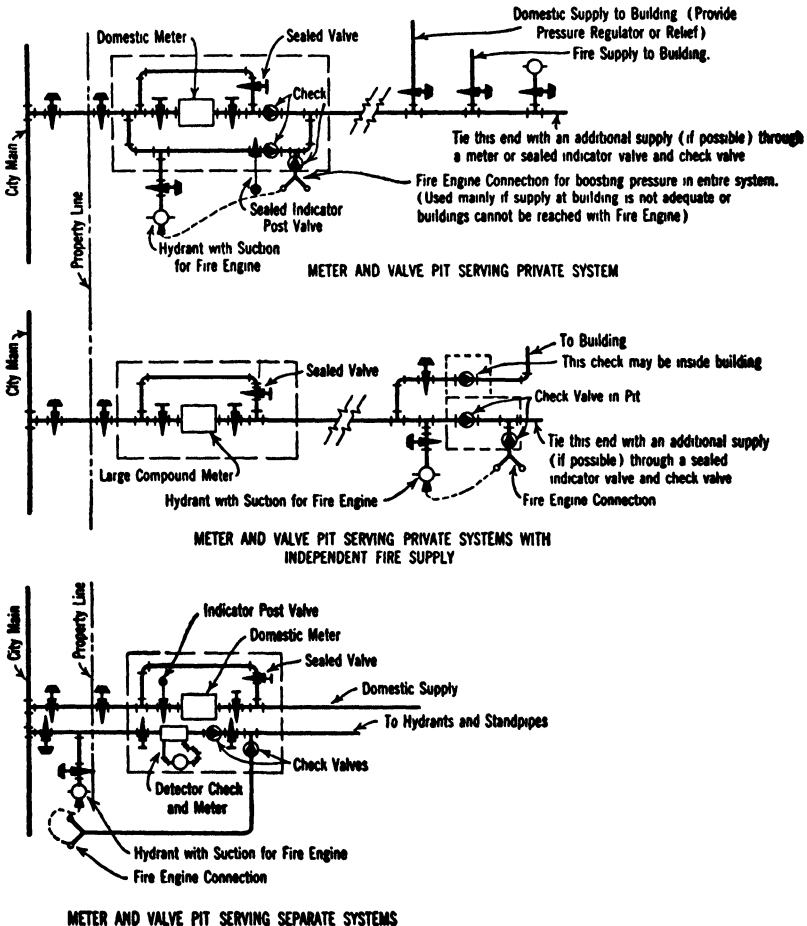 Domestic Supply to Building (Provide
Pressure Regulator or Relief)
Domestic Meter
Sealed Valve
Fire Supply to Building.
Check
City Main
Property Line
Tie this end with an additional supply (if possible) through
a meter or sealed indicator valve and check valve
Fire Engine Connection for boosting pressure in entire system.
(Used mainly if supply at building is not adequate or
buildings cannot be reached with Fire Engine)
Sealed Indicator
Post Valve
Hydrant with Suction
for Fire Engine
METER AND VALVE PIT SERVING PRIVATE SYSTEM
City Main
To Building
This check may be inside building
Sealed Valve
Check Valve in Pit
Large Compound Meter
Tie this end with an additional supply
(if possible) through a sealed
indicator valve and check valve
Hydrant with Suction for Fire Engine
Fire Engine Connection
METER AND VALVE PIT SERVING PRIVATE SYSTEMS WITH
INDEPENDENT FIRE SUPPLY
City Main
Property Line
Indicator Post Valve
Domestic Meter
Sealed Valve
Domestic Supply
To Hydrants and Standpipes
Check Valves
Detector Check
and Meter
Hydrant with Suction for Fire Engine
Fire Engine Connection
METER AND VALVE PIT SERVING SEPARATE SYSTEMS